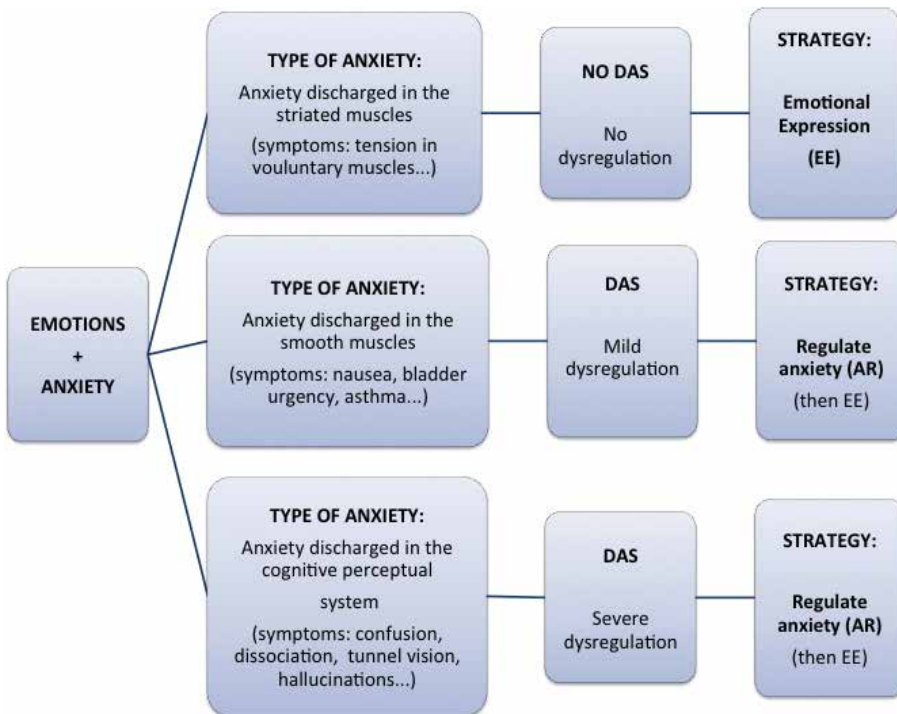 EMOTIONS
+
ANXIETY
TYPE OF ANXIETY:
Anxiety discharged in the
striated muscles
(symptoms: tension in
vouluntary muscles...)
NO DAS
No
dysregulation
STRATEGY:
Emotional
Expression
(EE)
TYPE OF ANXIETY:
Anxiety discharged in the
smooth muscles
(symptoms: nausea, bladder
urgency, asthma...)
DAS
Mild
dysregulation
STRATEGY:
Regulate
anxiety (AR)
(then EE)
TYPE OF ANXIETY:
Anxiety discharged in the
cognitive perceptual
system
(symptoms: confusion,
dissociation, tunnel vision,
hallucinations...)
DAS
Severe
dysregulation
STRATEGY:
Regulate
anxiety (AR)
(then EE)